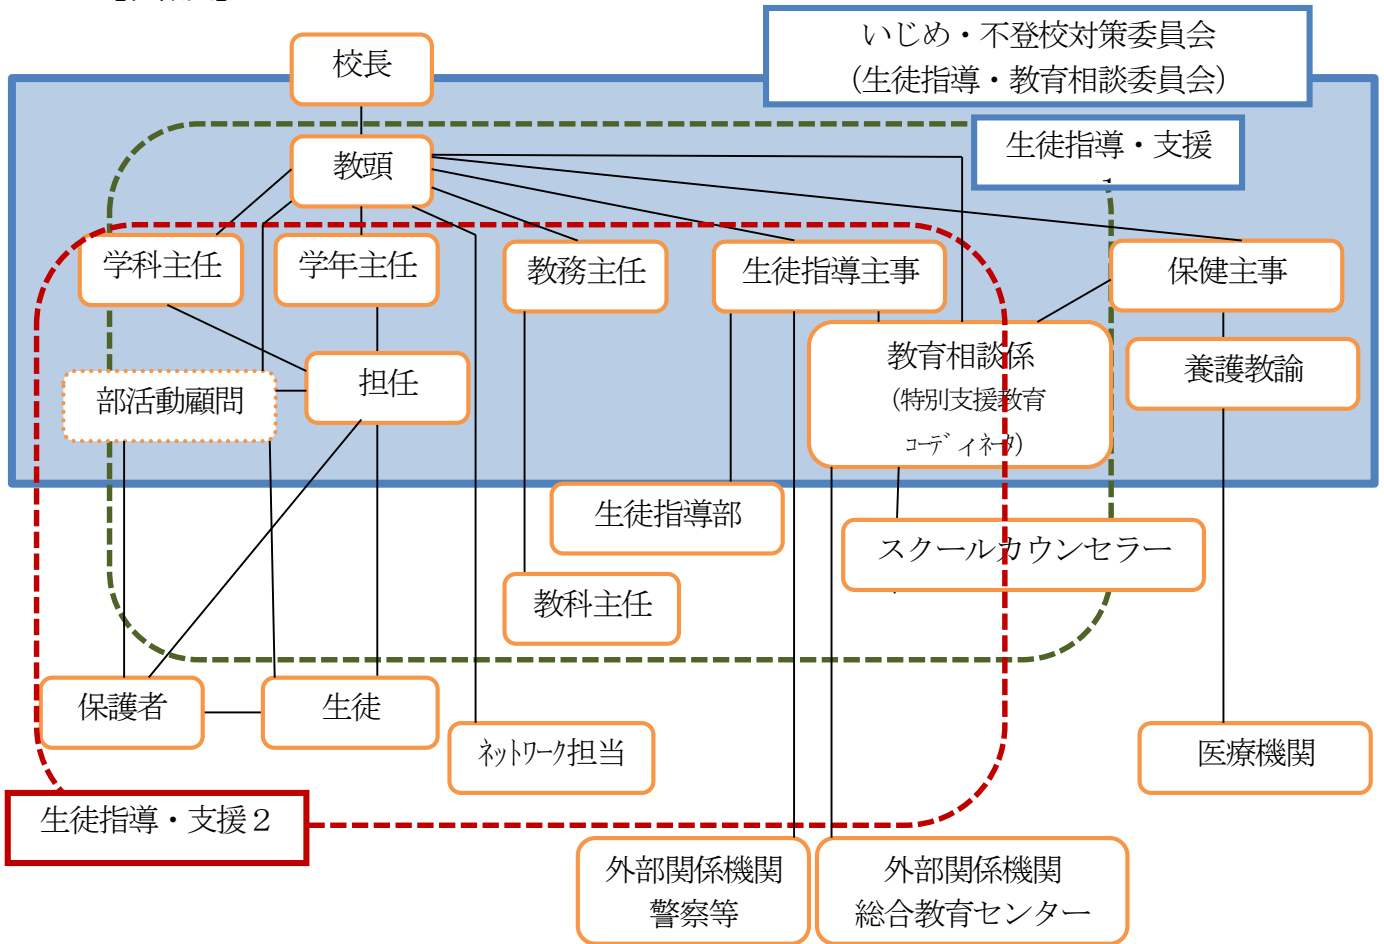 いじめ・不登校対策委員会
（生徒指導・教育相談委員会）
校長
生徒指導・支援
教頭
学科主任
学年主任
教務主任
生徒指導主事
保健主事
教育相談係
（特別支援教育
コーディネータ）
養護教諭
担任
部活動顧問
生徒指導部
スクールカウンセラー
教科主任
保護者
生徒
ネットワーク担当
医療機関
生徒指導・支援２
外部関係機関
警察等
外部関係機関
総合教育センター